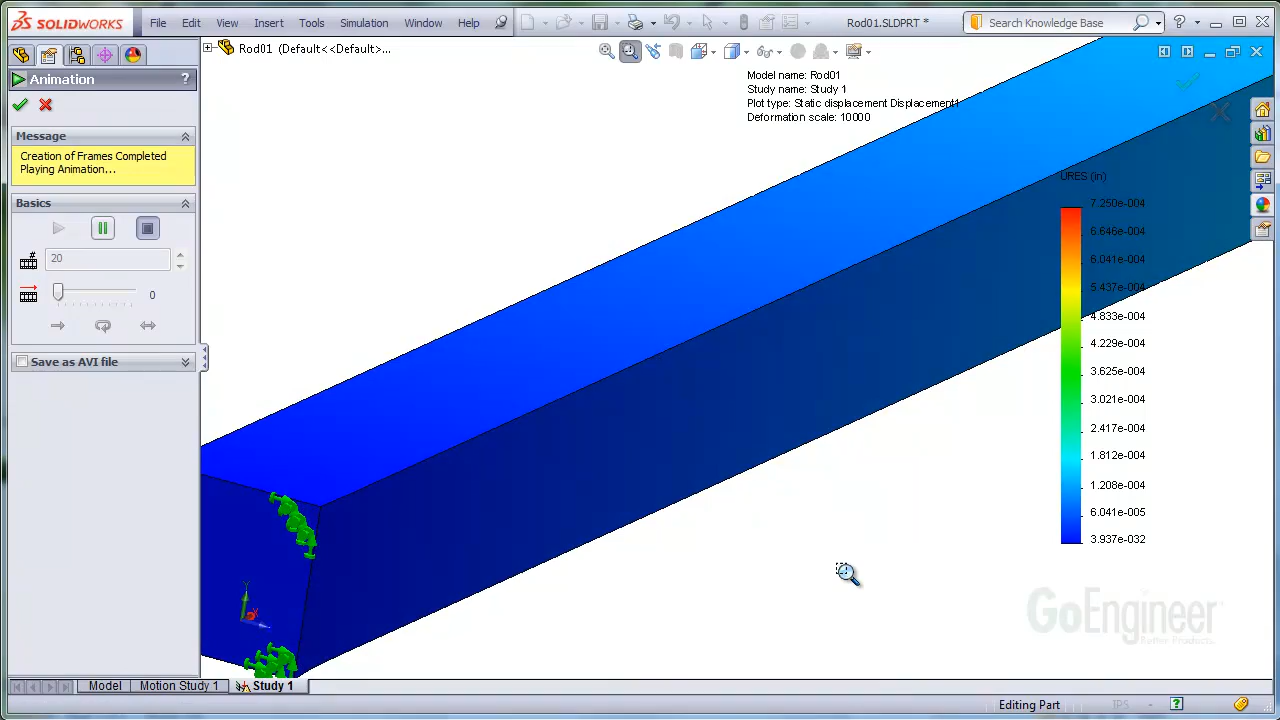 SOLIDWORKS File Edit View Insert Tools Simulation Window Help Rod01.SLDPRT * Search Knowledge Base ?
Rod01 (Default<<Default>...
Animation ?
Message
Creation of Frames Completed
Playing Animation...
Basics
20
0
Save as AVI file
Model name: Rod01
Study name: Study 1
Plot type: Static displacement Displacement1
Deformation scale: 10000
URES (in)
7.250e-004
6.646e-004
6.041e-004
5.437e-004
4.833e-004
4.229e-004
3.625e-004
3.021e-004
2.417e-004
1.812e-004
1.208e-004
6.041e-005
3.937e-032
Y
X
GoEngineer
Better Products.
Model Motion Study 1 Study 1
Editing Part IPS - ?